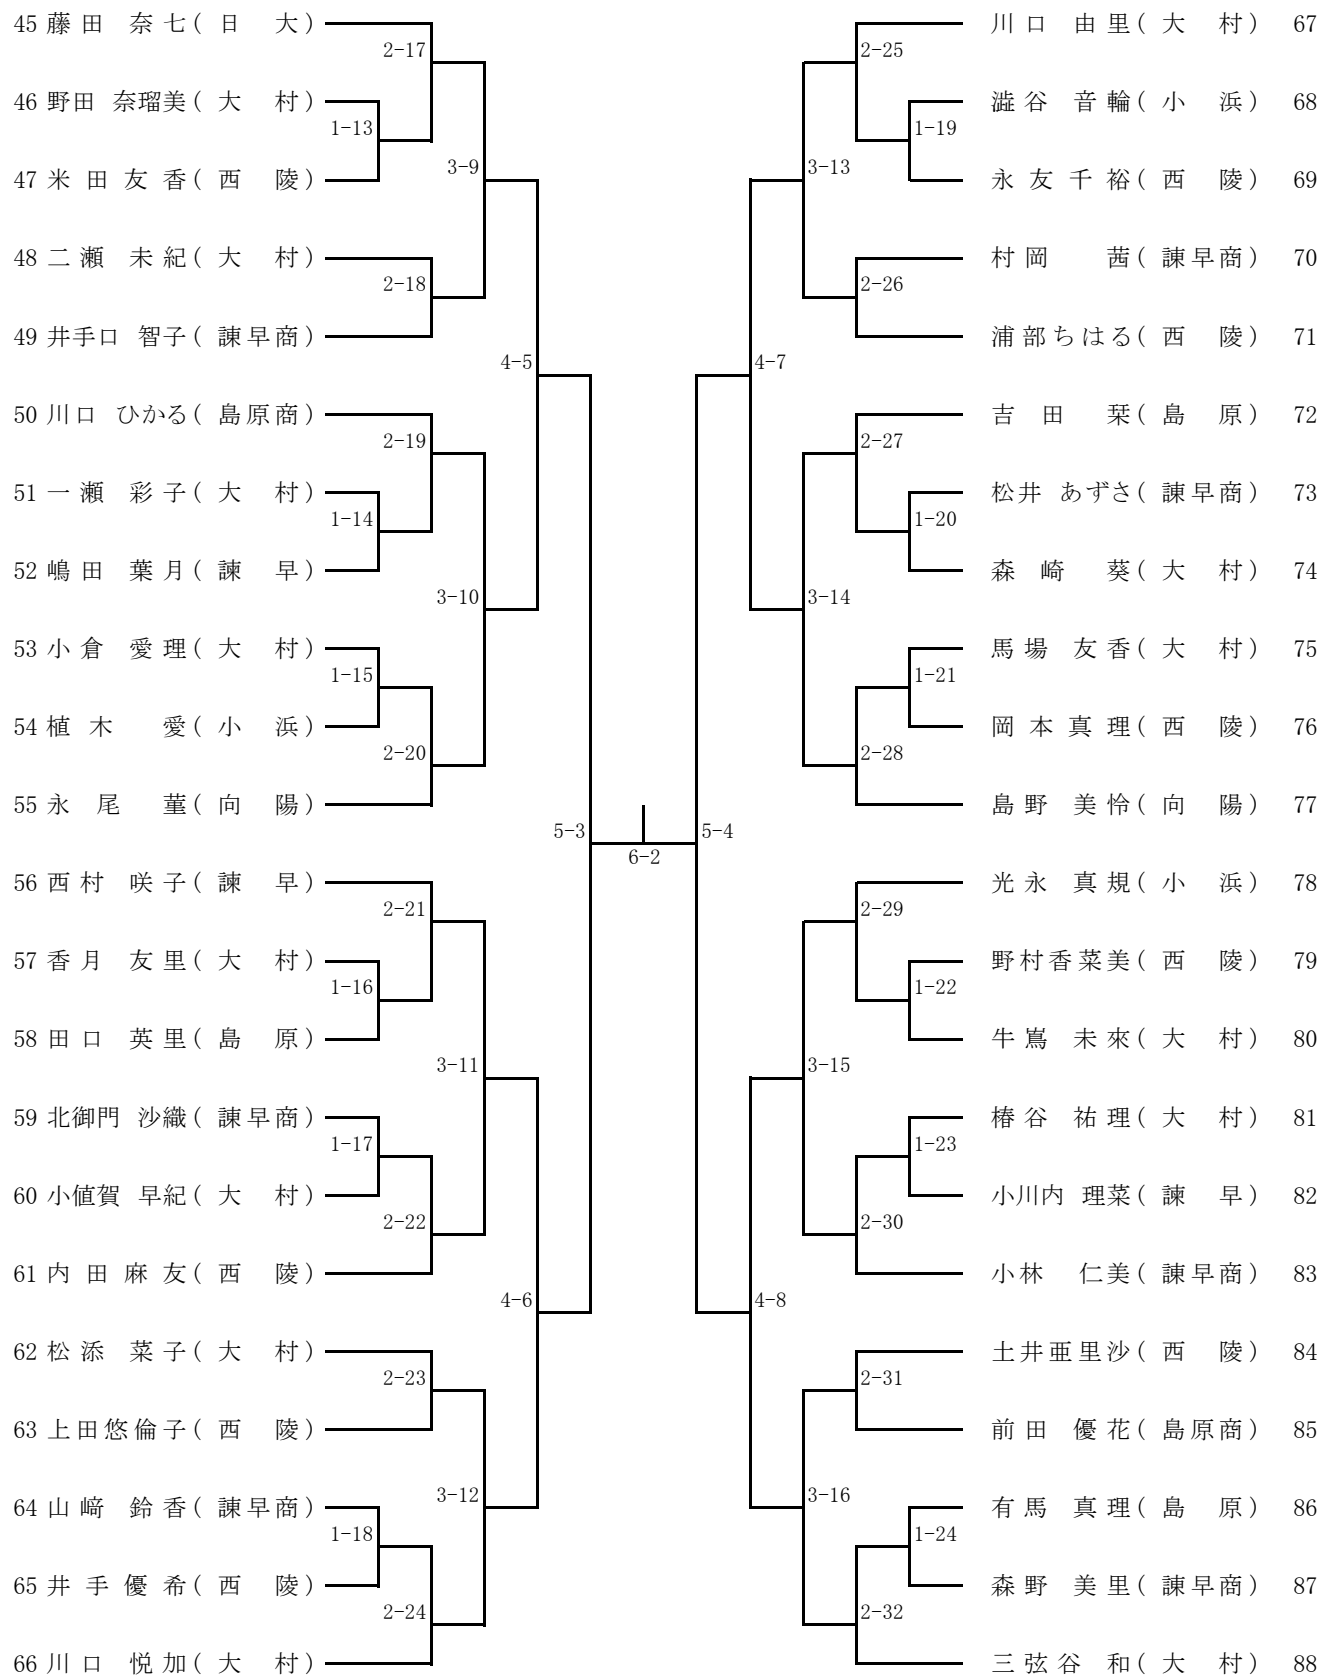 45 藤田 奈七( 日 大 )
2-17
46 野田 奈瑠美( 大 村 )
1-13
47 米田友香( 西 陵 )
3-9
48 二瀬 未紀( 大 村 )
2-18
49 井手口 智子( 諫早商 )
4-5
50 川口 ひかる( 島原商 )
2-19
51 一瀬 彩子( 大 村 )
1-14
52 嶋田 葉月( 諫 早 )
3-10
53 小倉 愛理( 大 村 )
1-15
54 植木 愛( 小 浜 )
2-20
55 永尾 菫( 向 陽 )
5-3
56 西村 咲子( 諫 早 )
2-21
57 香月 友里( 大 村 )
1-16
58 田口 英里( 島 原 )
3-11
59 北御門 沙織( 諫早商 )
1-17
60 小値賀 早紀( 大 村 )
2-22
61 内田麻友( 西 陵 )
4-6
62 松添 菜子( 大 村 )
2-23
63 上田悠倫子( 西 陵 )
3-12
64 山﨑 鈴香( 諫早商 )
1-18
65 井手優希( 西 陵 )
2-24
66 川口 悦加( 大 村 )
6-2
川口 由里( 大 村 ) 67
2-25
澁谷 音輪( 小 浜 ) 68
1-19
永友千裕( 西 陵 ) 69
3-13
村岡 茜( 諫早商 ) 70
2-26
浦部ちはる( 西 陵 ) 71
4-7
吉田 栞( 島 原 ) 72
2-27
松井 あずさ( 諫早商 ) 73
1-20
森崎 葵( 大 村 ) 74
3-14
馬場 友香( 大 村 ) 75
1-21
岡本真理( 西 陵 ) 76
2-28
島野 美怜( 向 陽 ) 77
5-4
光永 真規( 小 浜 ) 78
2-29
野村香菜美( 西 陵 ) 79
1-22
牛嶌 未來( 大 村 ) 80
3-15
椿谷 祐理( 大 村 ) 81
1-23
小川内 理菜( 諫 早 ) 82
2-30
小林 仁美( 諫早商 ) 83
4-8
土井亜里沙( 西 陵 ) 84
2-31
前田 優花( 島原商 ) 85
3-16
有馬 真理( 島 原 ) 86
1-24
森野 美里( 諫早商 ) 87
2-32
三弦谷 和( 大 村 ) 88